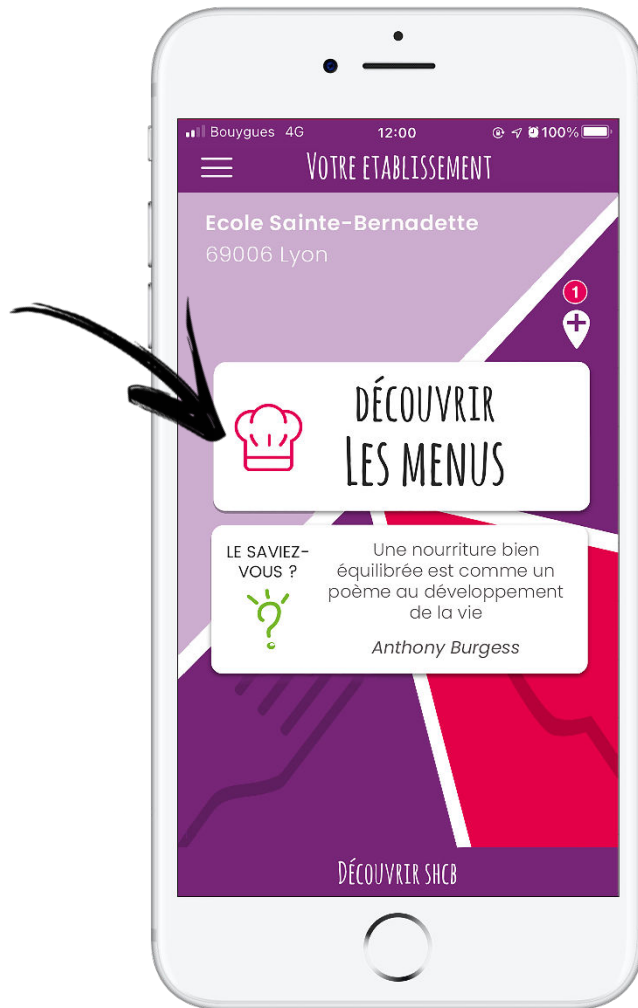 Bouygues 4G 12:00 100%
VOTRE ETABLISSEMENT
Ecole Sainte-Bernadette
69006 Lyon
1
DÉCOUVRIR
LES MENUS
LE SAVIEZ-
VOUS ?
Une nourriture bien
équilibrée est comme un
poème au développement
de la vie
Anthony Burgess
DÉCOUVRIR SHCB